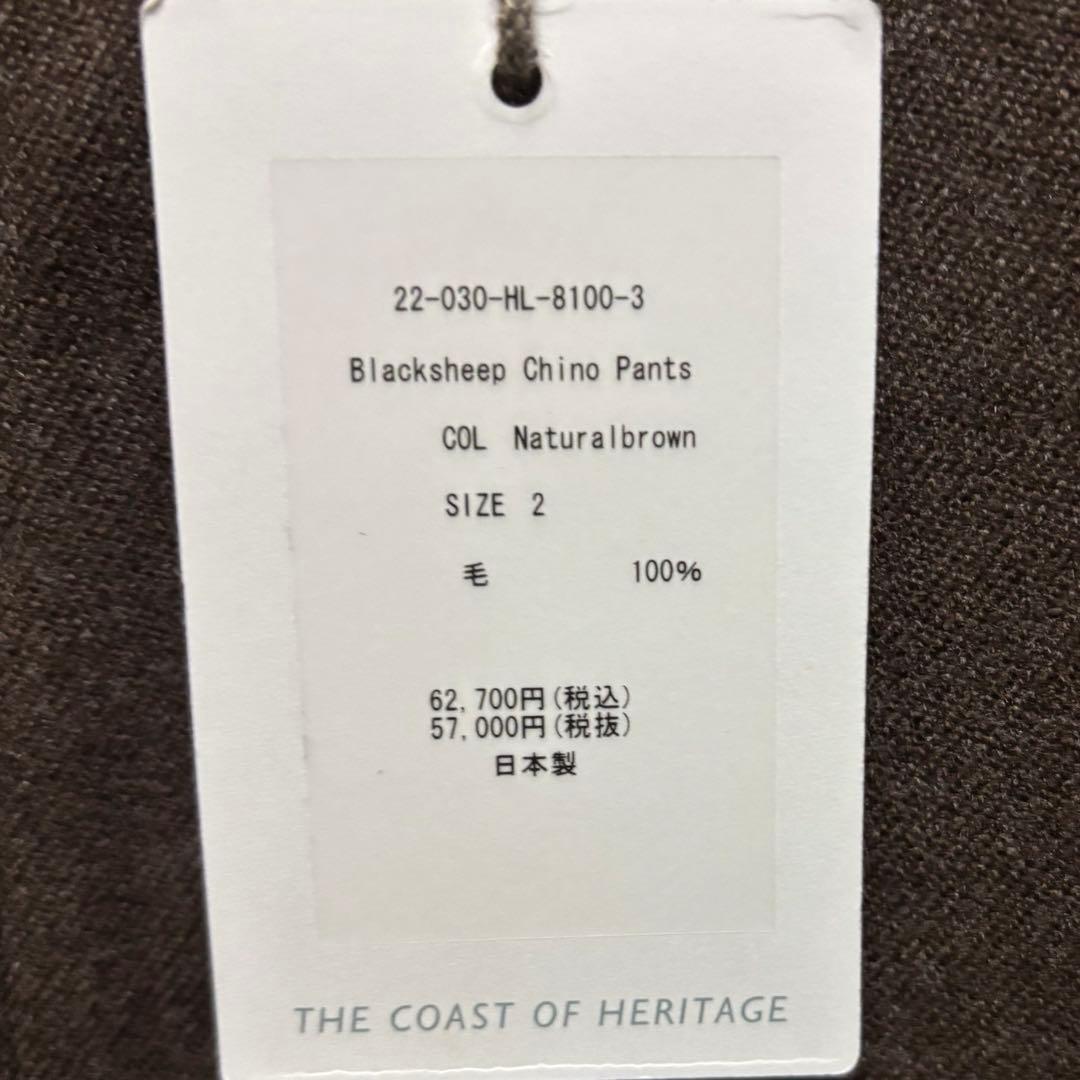 22-030-HL-8100-3
Blacksheep Chino Pants
COL Naturalbrown
SIZE 2
毛 100%
62,700円(税込)
57,000円(税抜)
日本製
THE COAST OF HERITAGE